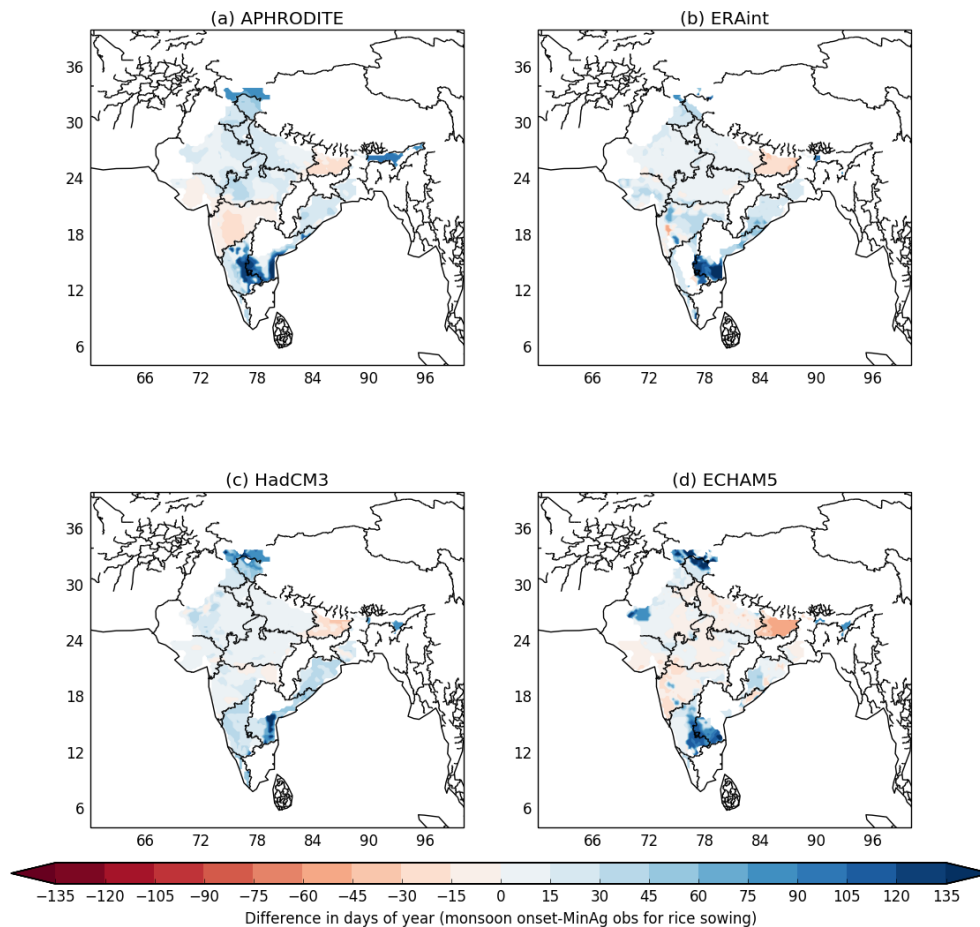 (a) APHRODITE
(b) ERAint
36
30
24
18
12
6
66 72 78 84 90 96
36
30
24
18
12
6
66 72 78 84 90 96
(c) HadCM3
(d) ECHAM5
36
30
24
18
12
6
66 72 78 84 90 96
36
30
24
18
12
6
66 72 78 84 90 96
−135 −120 −105 −90 −75 −60 −45 −30 −15 0 15 30 45 60 75 90 105 120 135
Difference in days of year (monsoon onset-MinAg obs for rice sowing)